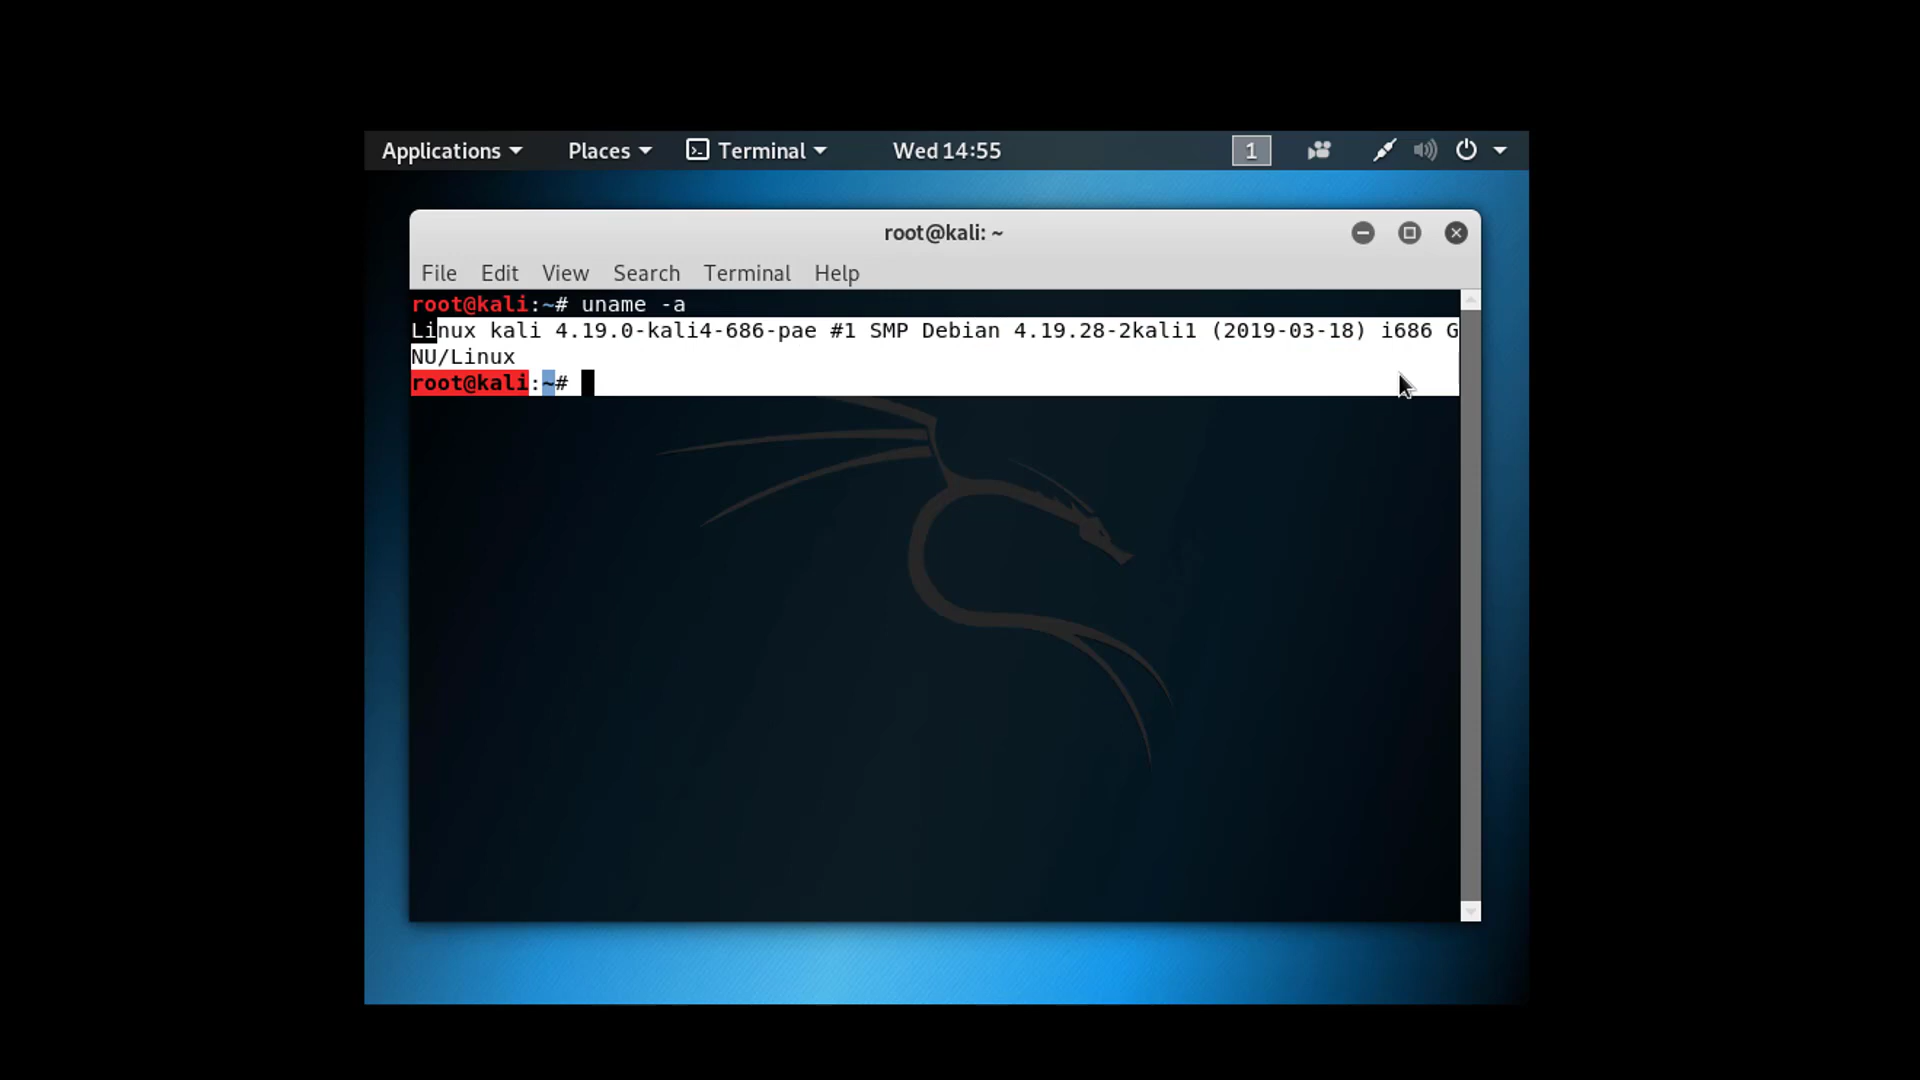 Applications Places Terminal Wed 14:55 1
root@kali: ~
File Edit View Search Terminal Help
root@kali:~# uname -a
Linux kali 4.19.0-kali4-686-pae #1 SMP Debian 4.19.28-2kali1 (2019-03-18) i686 G
NU/Linux
root@kali:~#